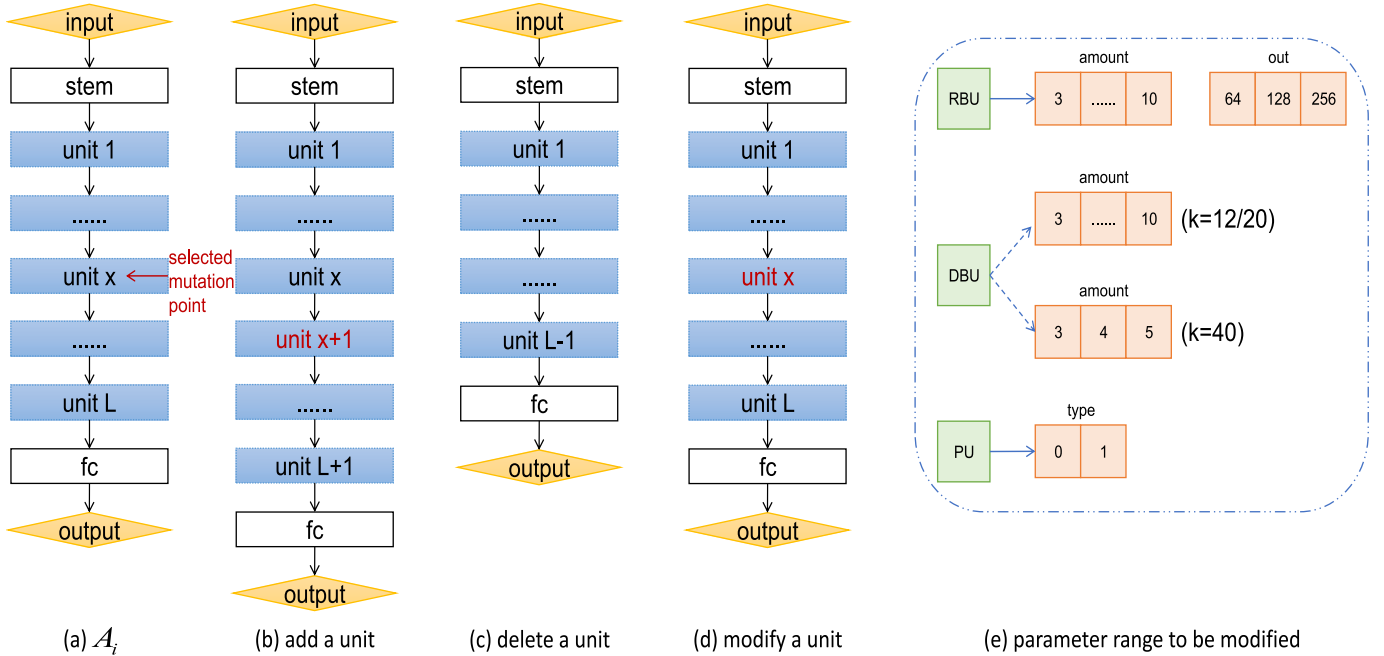 input
stem
unit 1
......
unit x
......
unit L
fc
output
(a) A_i
selected
mutation
point
input
stem
unit 1
......
unit x
unit x+1
......
unit L+1
fc
output
(b) add a unit
input
stem
unit 1
......
......
unit L-1
fc
output
(c) delete a unit
input
stem
unit 1
......
unit x
......
unit L
fc
output
(d) modify a unit
amount
out
RBU
3 ...... 10
64 128 256
amount
3 ...... 10 (k=12/20)
DBU
amount
3 4 5 (k=40)
type
PU
0 1
(e) parameter range to be modified